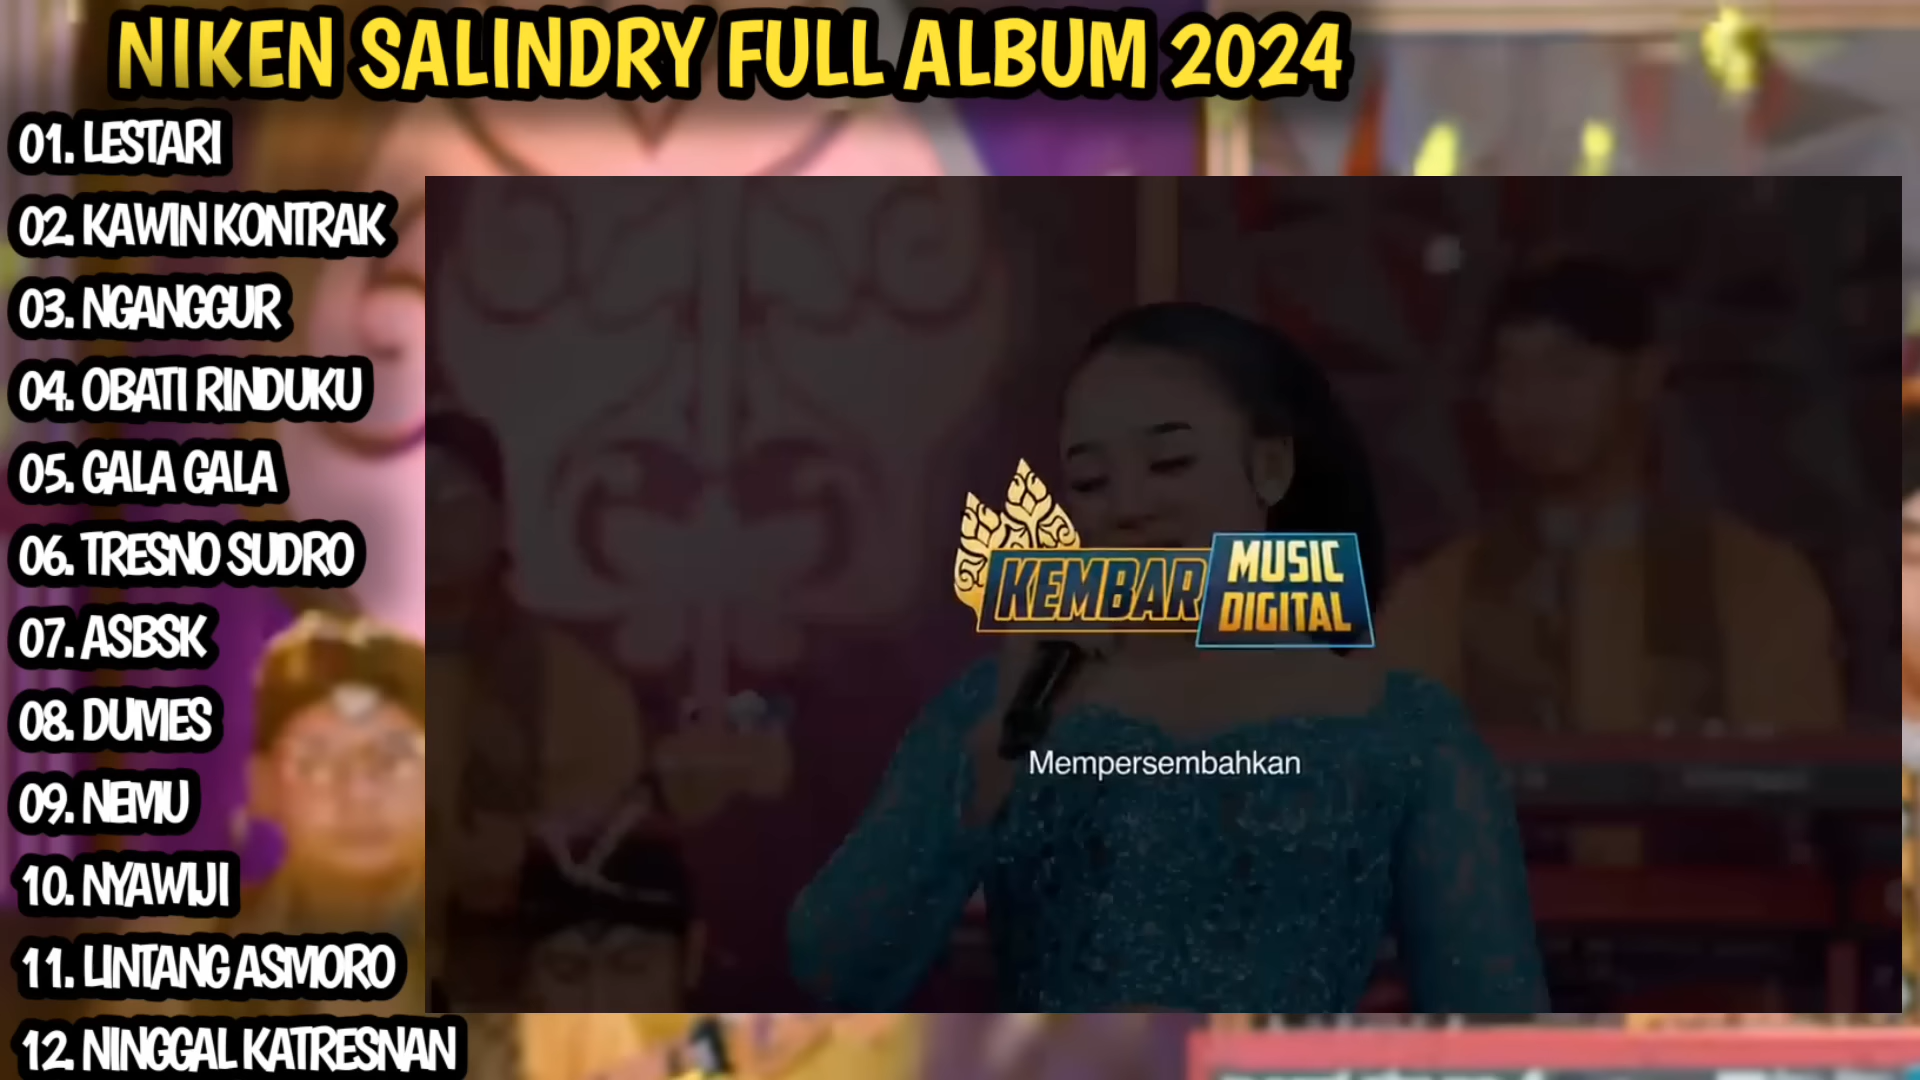 NIKEN SALINDRY FULL ALBUM 2024
01. LESTARI
02. KAWIN KONTRAK
03. NGANGGUR
04. OBATI RINDUKU
05. GALA GALA
06. TRESNO SUDRO
07. ASBSK
08. DUMES
09. NEMU
10. NYAWIJI
11. LINTANG ASMORO
12. NINGGAL KATRESNAN
KEMBAR
MUSIC
DIGITAL
Mempersembahkan